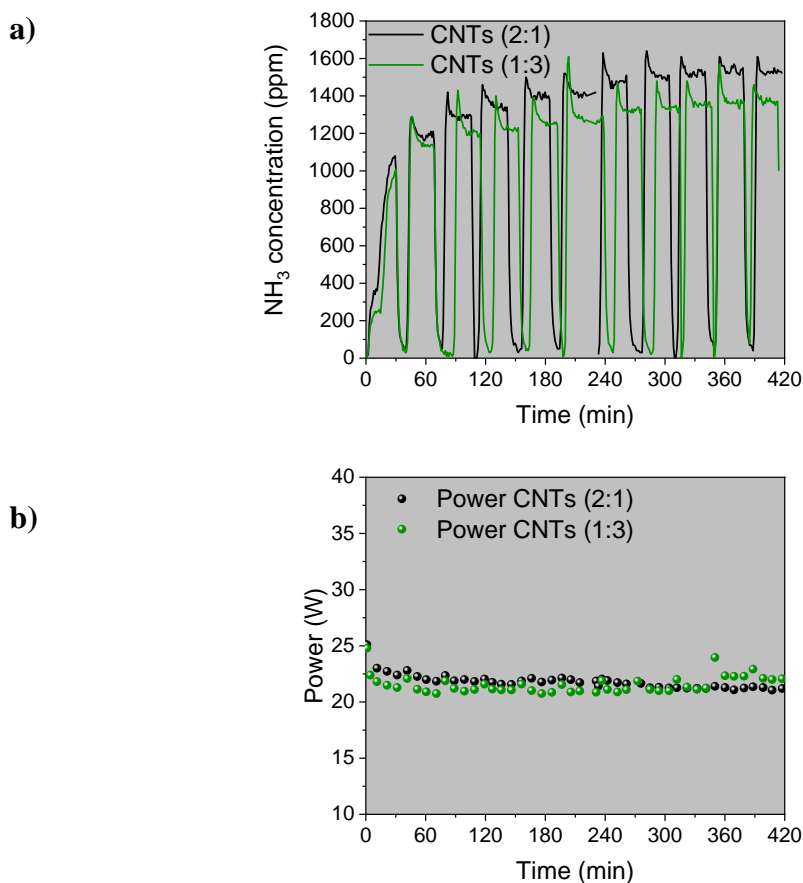 a)
CNTs (2:1)
CNTs (1:3)
NH₃ concentration (ppm)
1800
1600
1400
1200
1000
800
600
400
200
0
0 60 120 180 240 300 360 420
Time (min)
b)
Power CNTs (2:1)
Power CNTs (1:3)
Power (W)
40
35
30
25
20
15
10
0 60 120 180 240 300 360 420
Time (min)